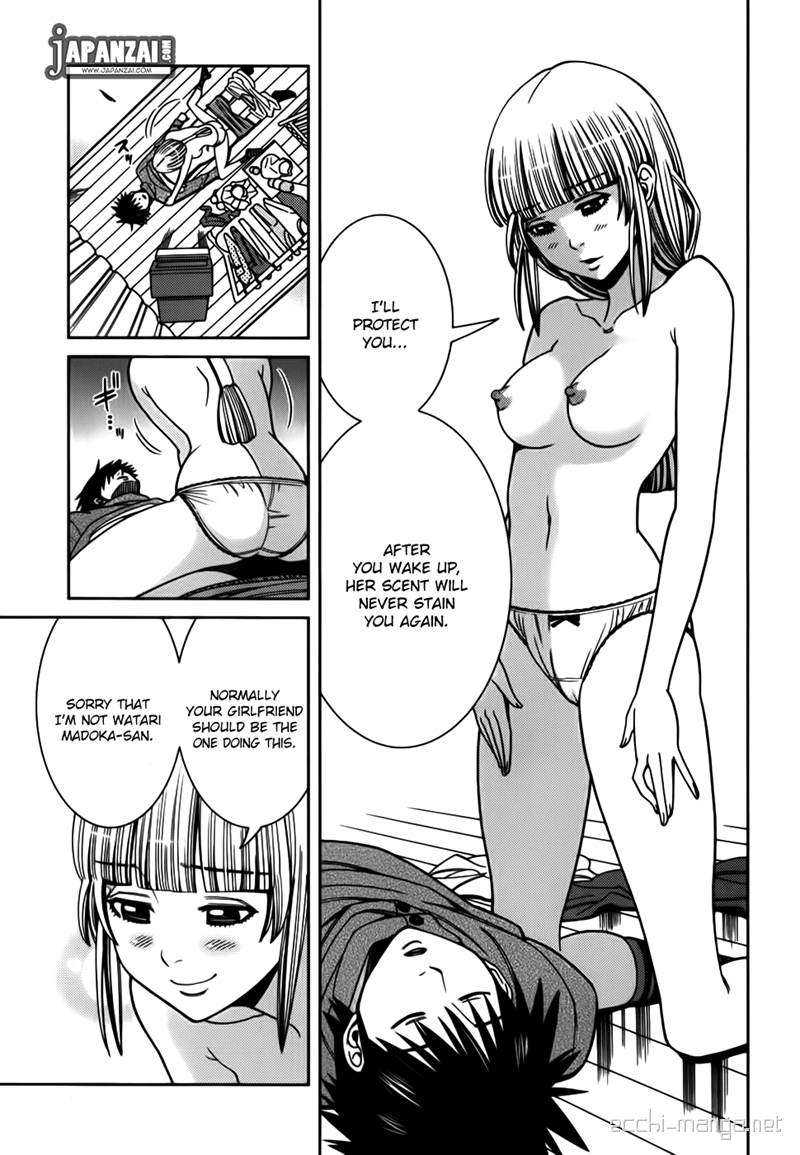 JAPANZAI.COM
WWW.JAPANZAI.COM
I'LL
PROTECT
YOU...
AFTER
YOU WAKE UP,
HER SCENT WILL
NEVER STAIN
YOU AGAIN.
ギ…
NORMALLY
YOUR GIRLFRIEND
SHOULD BE
THE ONE
DOING THIS.
SORRY THAT
I'M NOT WATARI
MADOKA-SAN.
ecchi-manga.net